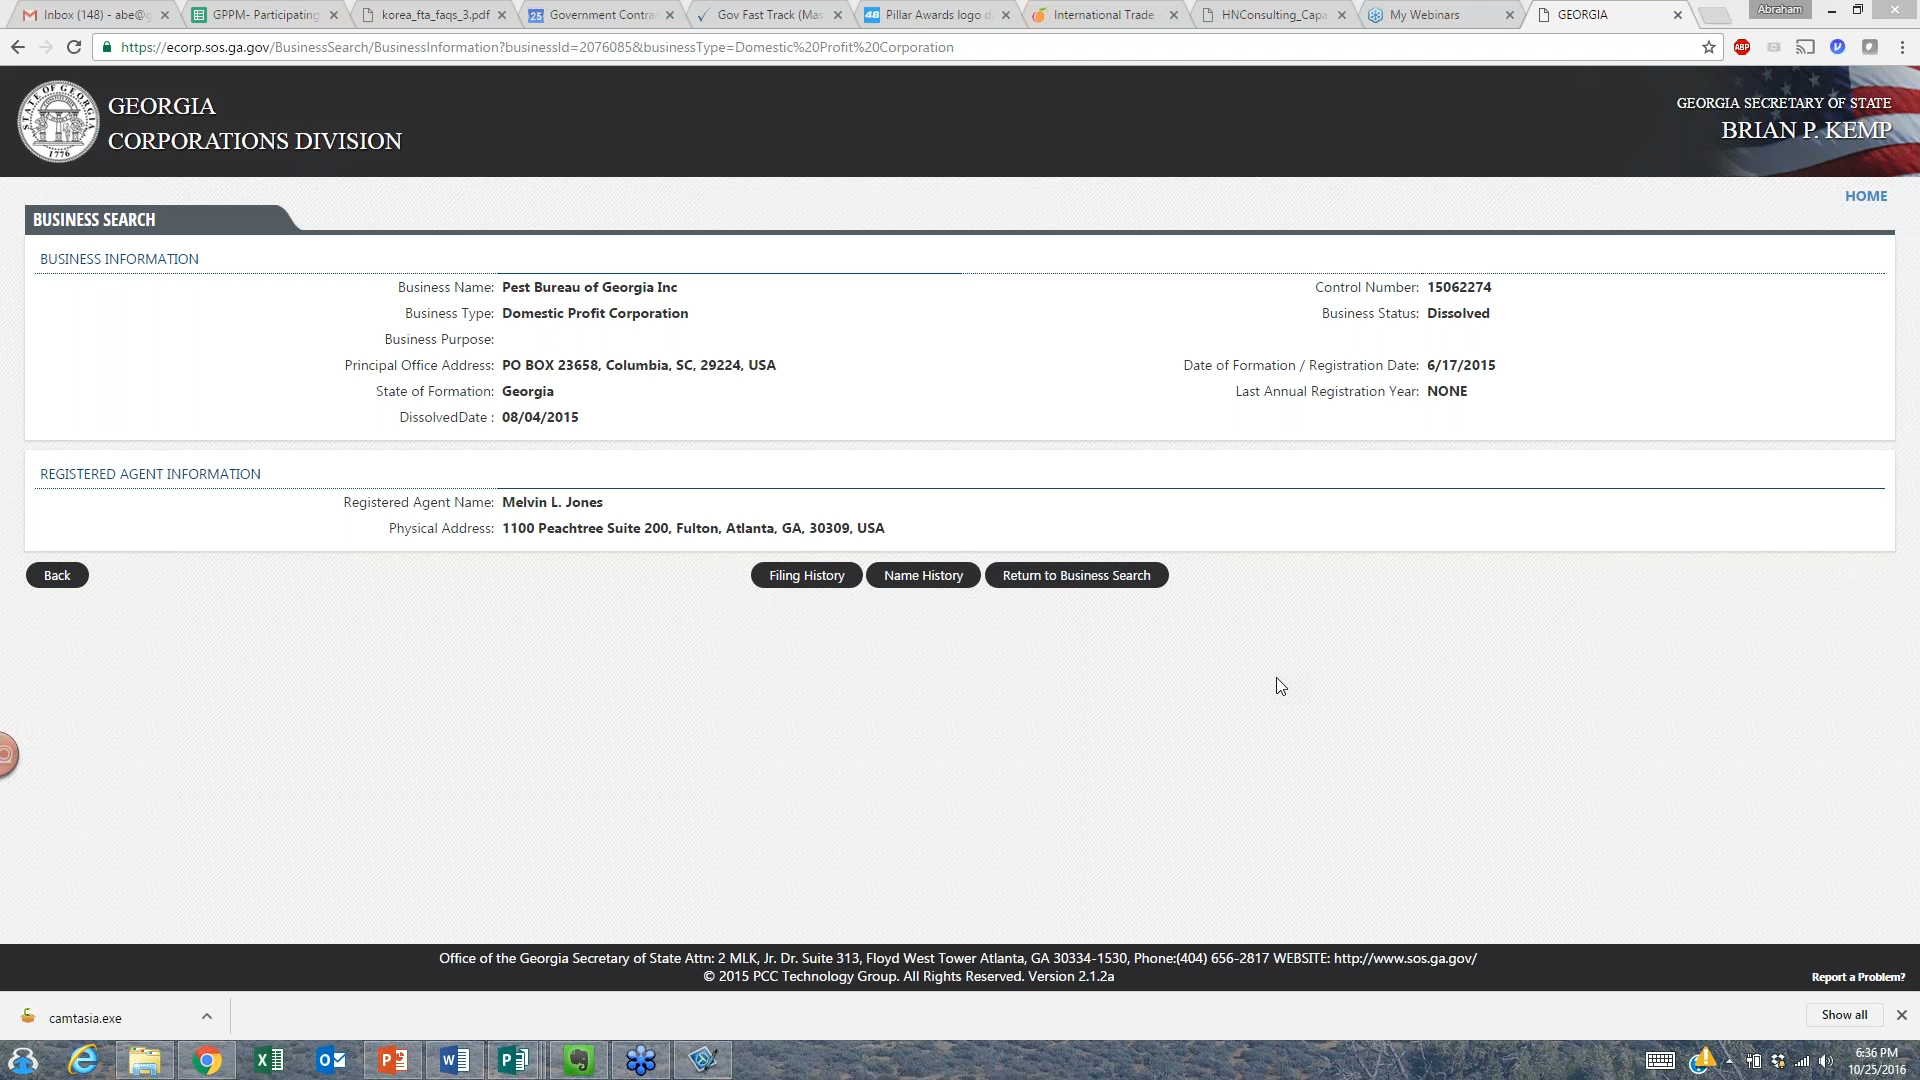 Inbox (148) - abe@g
GPPM- Participating
korea_fta_faqs_3.pdf
25 Government Contra
Gov Fast Track (Mas
48 Pillar Awards logo d
International Trade
HNConsulting_Capa
My Webinars
GEORGIA
Abraham
https://ecorp.sos.ga.gov/BusinessSearch/BusinessInformation?businessId=2076085&businessType=Domestic%20Profit%20Corporation
ABP
STATE OF GEORGIA
1776
GEORGIA
CORPORATIONS DIVISION
GEORGIA SECRETARY OF STATE
BRIAN P. KEMP
HOME
BUSINESS SEARCH
BUSINESS INFORMATION
Business Name: Pest Bureau of Georgia Inc
Control Number: 15062274
Business Type: Domestic Profit Corporation
Business Status: Dissolved
Business Purpose:
Principal Office Address: PO BOX 23658, Columbia, SC, 29224, USA
Date of Formation / Registration Date: 6/17/2015
State of Formation: Georgia
Last Annual Registration Year: NONE
DissolvedDate : 08/04/2015
REGISTERED AGENT INFORMATION
Registered Agent Name: Melvin L. Jones
Physical Address: 1100 Peachtree Suite 200, Fulton, Atlanta, GA, 30309, USA
Back
Filing History
Name History
Return to Business Search
Office of the Georgia Secretary of State Attn: 2 MLK, Jr. Dr. Suite 313, Floyd West Tower Atlanta, GA 30334-1530, Phone:(404) 656-2817 WEBSITE: http://www.sos.ga.gov/
© 2015 PCC Technology Group. All Rights Reserved. Version 2.1.2a
Report a Problem?
camtasia.exe
Show all
6:36 PM
10/25/2016